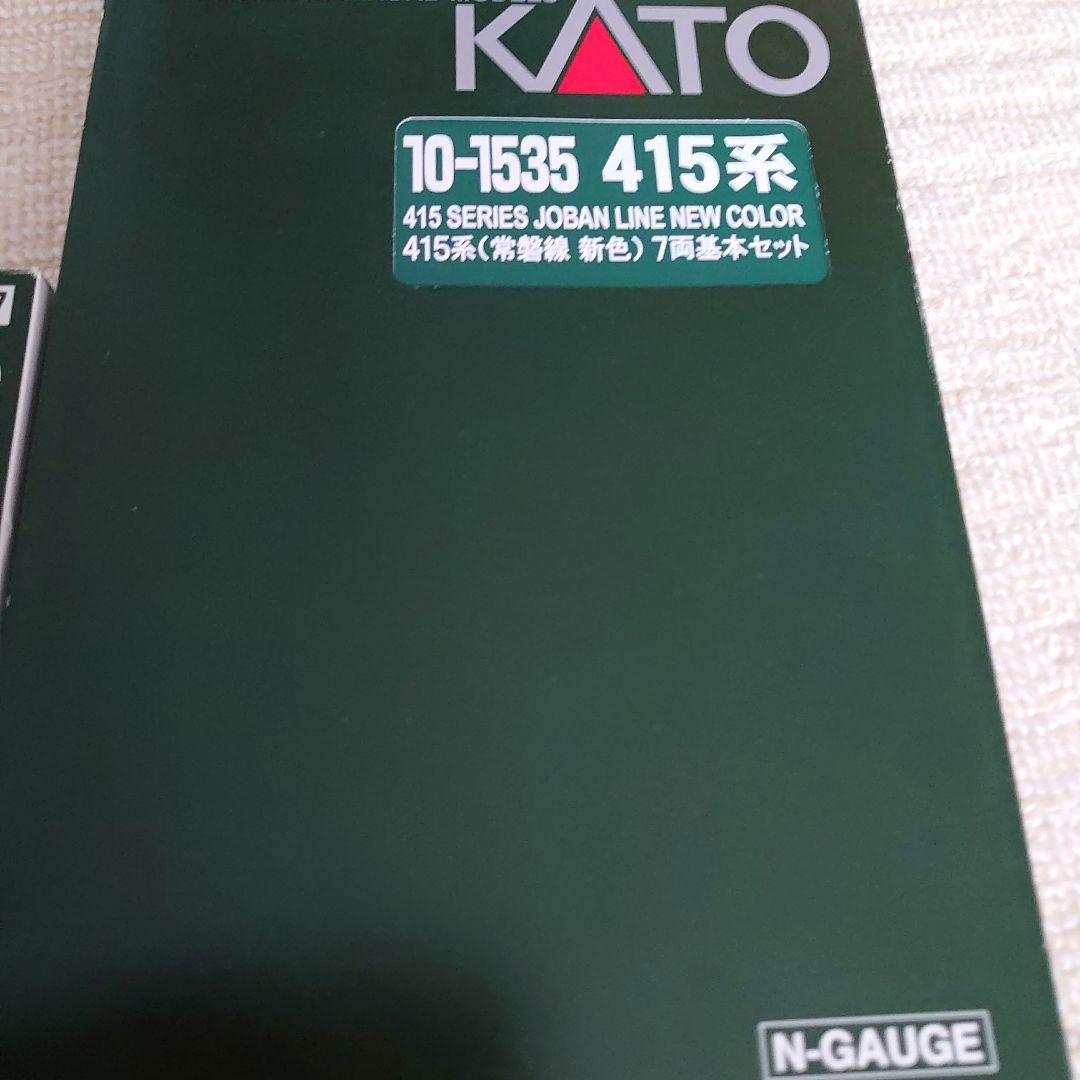 KATO
10-1535 415系
415 SERIES JOBAN LINE NEW COLOR
415系(常磐線 新色) 7両基本セット
N-GAUGE
7